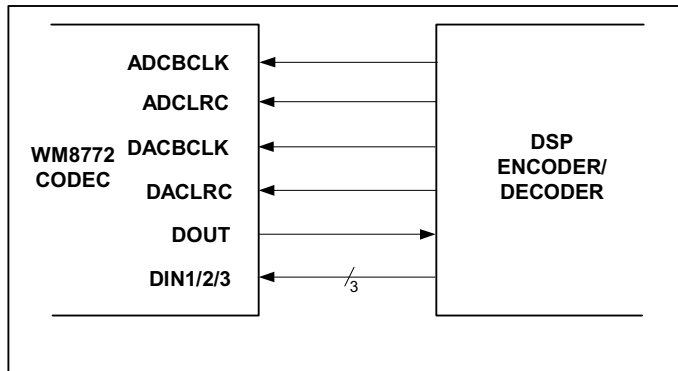 ADCBCLK
ADCLRC
DACBCLK
WM8772
CODEC
DACLRC
DOUT
DIN1/2/3
3
DSP
ENCODER/
DECODER